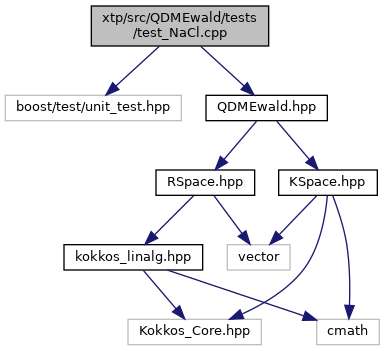 xtp/src/QDMEwald/tests
/test_NaCl.cpp
boost/test/unit_test.hpp
QDMEwald.hpp
RSpace.hpp
KSpace.hpp
kokkos_linalg.hpp
vector
Kokkos_Core.hpp
cmath